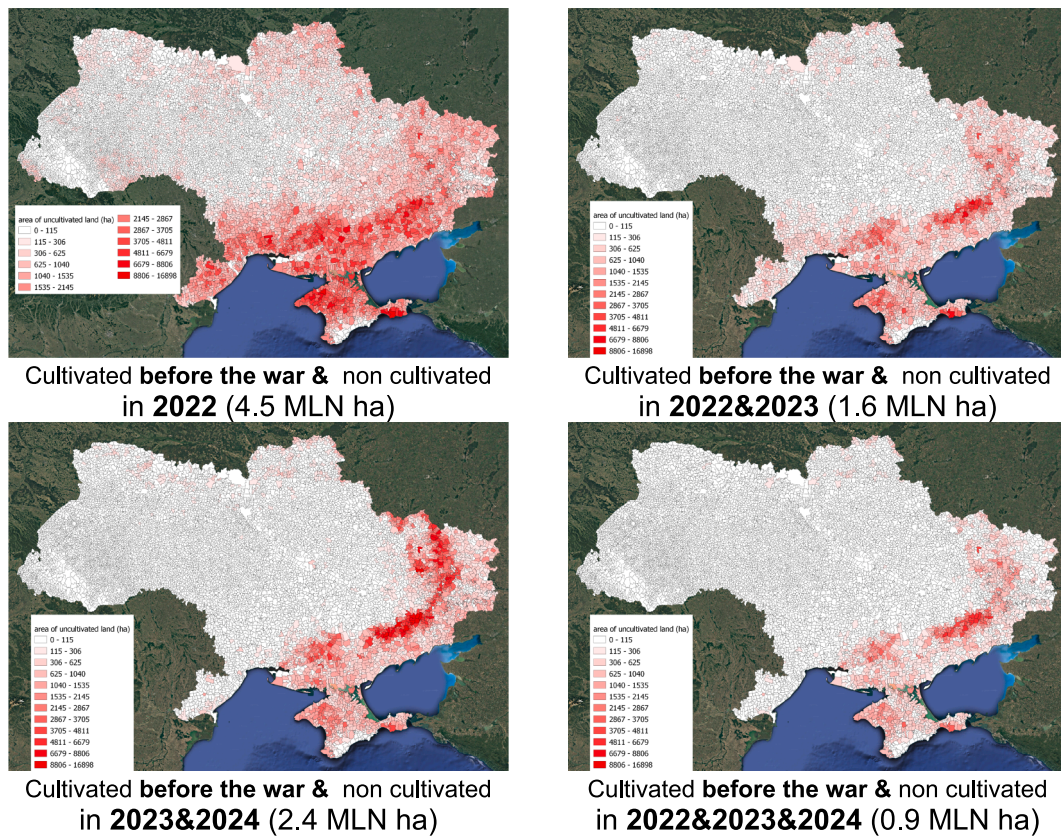 area of uncultivated land (ha)
0 - 115
115 - 306
306 - 625
625 - 1040
1040 - 1535
1535 - 2145
2145 - 2867
2867 - 3705
3705 - 4811
4811 - 6679
6679 - 8806
8806 - 16898
Cultivated before the war & non cultivated
in 2022 (4.5 MLN ha)
area of uncultivated land (ha)
0 - 115
115 - 306
306 - 625
625 - 1040
1040 - 1535
1535 - 2145
2145 - 2867
2867 - 3705
3705 - 4811
4811 - 6679
6679 - 8806
8806 - 16898
Cultivated before the war & non cultivated
in 2022&2023 (1.6 MLN ha)
area of uncultivated land (ha)
0 - 115
115 - 306
306 - 625
625 - 1040
1040 - 1535
1535 - 2145
2145 - 2867
2867 - 3705
3705 - 4811
4811 - 6679
6679 - 8806
8806 - 16898
Cultivated before the war & non cultivated
in 2023&2024 (2.4 MLN ha)
area of uncultivated land (ha)
0 - 115
115 - 306
306 - 625
625 - 1040
1040 - 1535
1535 - 2145
2145 - 2867
2867 - 3705
3705 - 4811
4811 - 6679
6679 - 8806
8806 - 16898
Cultivated before the war & non cultivated
in 2022&2023&2024 (0.9 MLN ha)